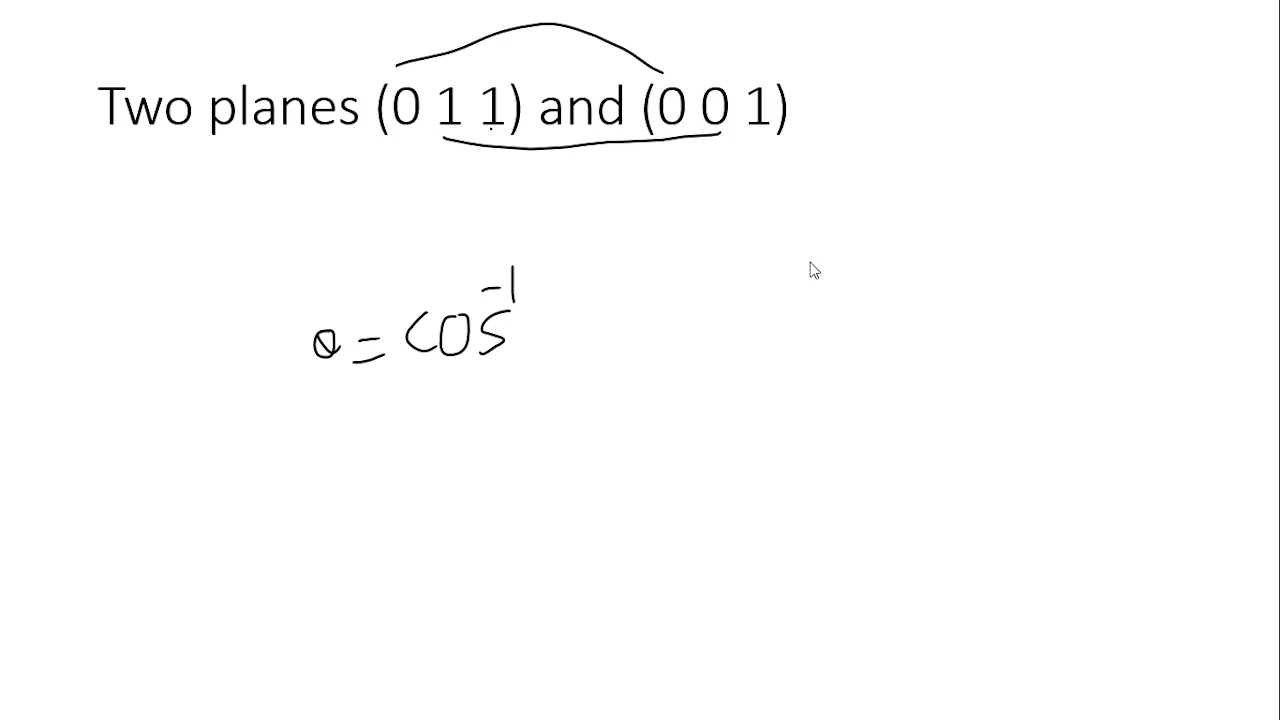 Two planes (0 1 1) and (0 0 1)
θ = cos⁻¹